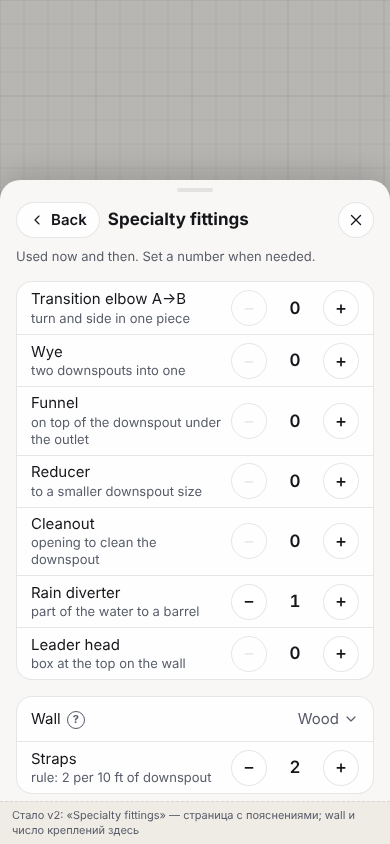 Back Specialty fittings
Used now and then. Set a number when needed.
Transition elbow A→B
turn and side in one piece
− 0 +
Wye
two downspouts into one
− 0 +
Funnel
on top of the downspout under
the outlet
− 0 +
Reducer
to a smaller downspout size
− 0 +
Cleanout
opening to clean the
downspout
− 0 +
Rain diverter
part of the water to a barrel
− 1 +
Leader head
box at the top on the wall
− 0 +
Wall ? Wood
Straps
rule: 2 per 10 ft of downspout
− 2 +
Стало v2: «Specialty fittings» — страница с пояснениями; wall и
число креплений здесь